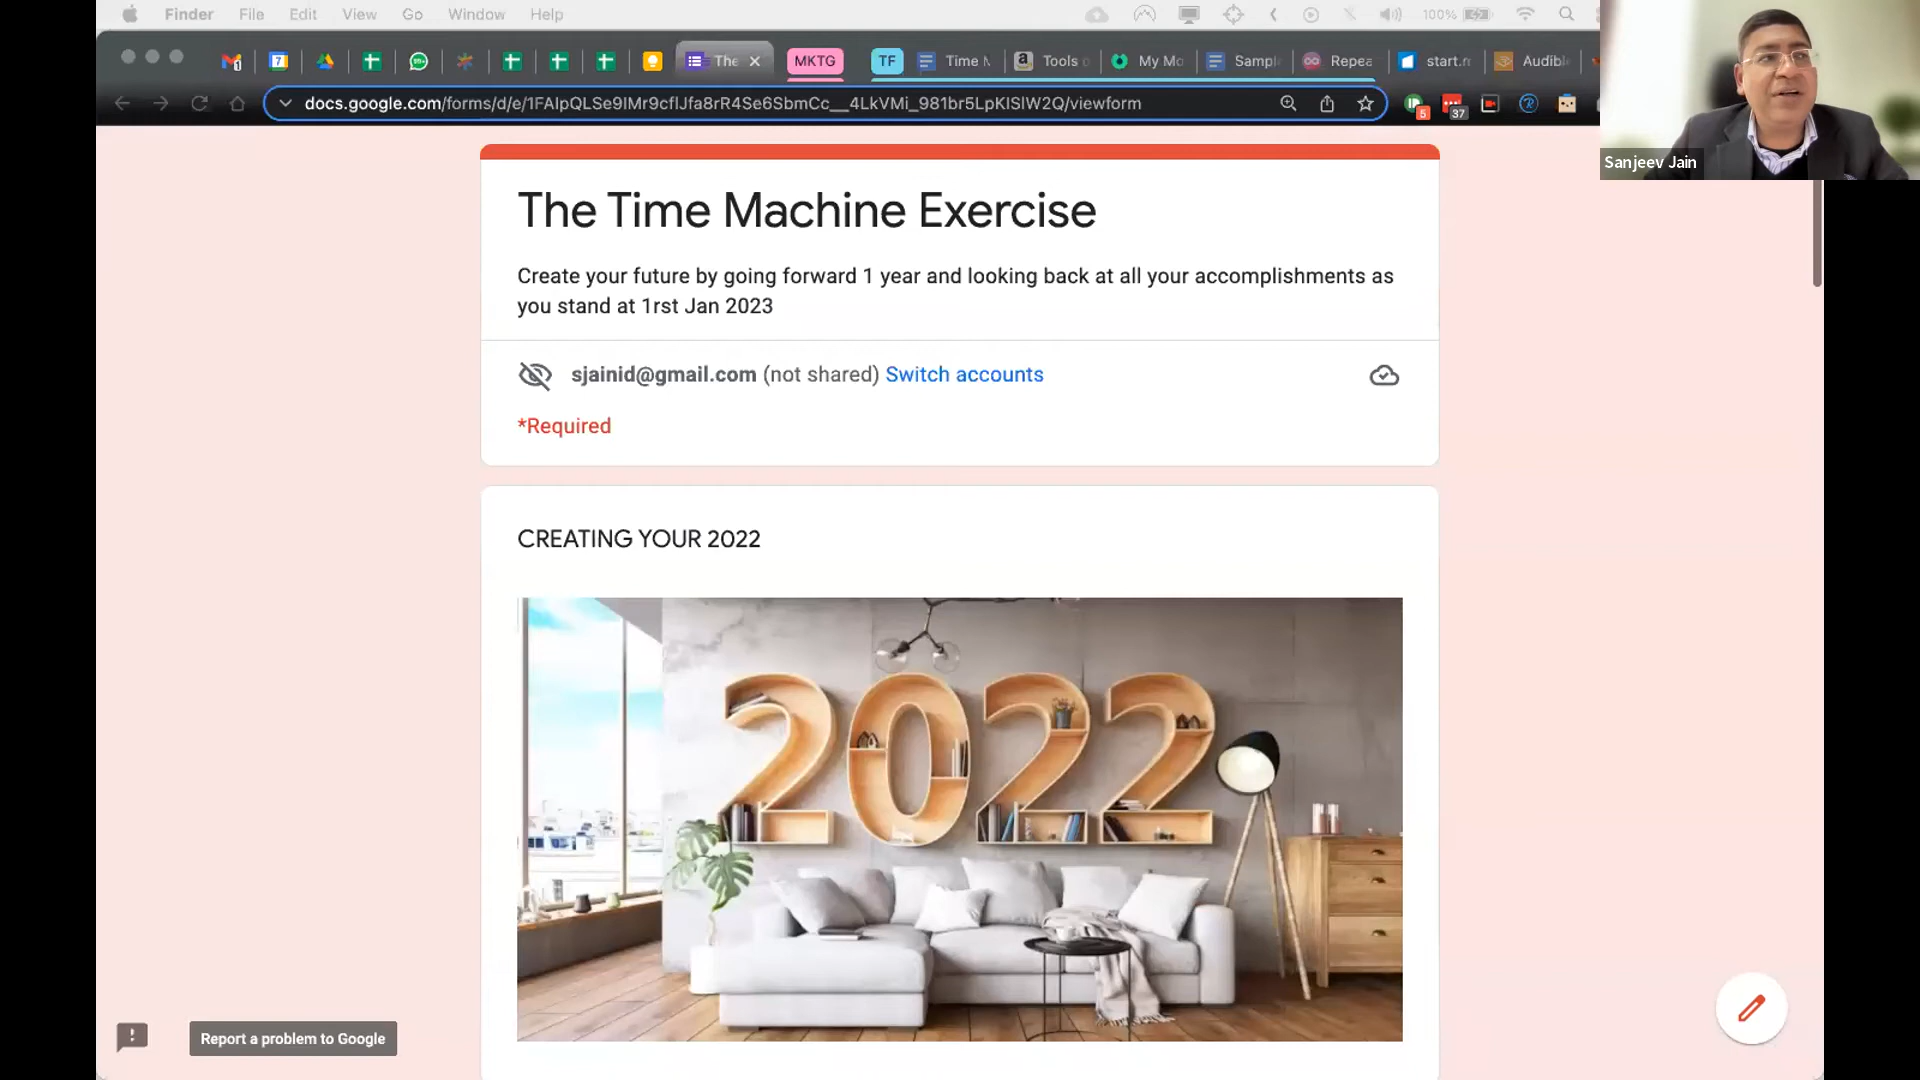 Finder File Edit View Go Window Help 100%
7 The MKTG TF Time Tools My Mo Sampl Repea start.r Audibl
docs.google.com/forms/d/e/1FAIpQLSe9IMr9cflJfa8rR4Se6SbmCc__4LkVMi_981br5LpKISlW2Q/viewform 5 37
Sanjeev Jain
The Time Machine Exercise
Create your future by going forward 1 year and looking back at all your accomplishments as
you stand at 1rst Jan 2023
sjainid@gmail.com (not shared) Switch accounts
*Required
CREATING YOUR 2022
2022
Report a problem to Google